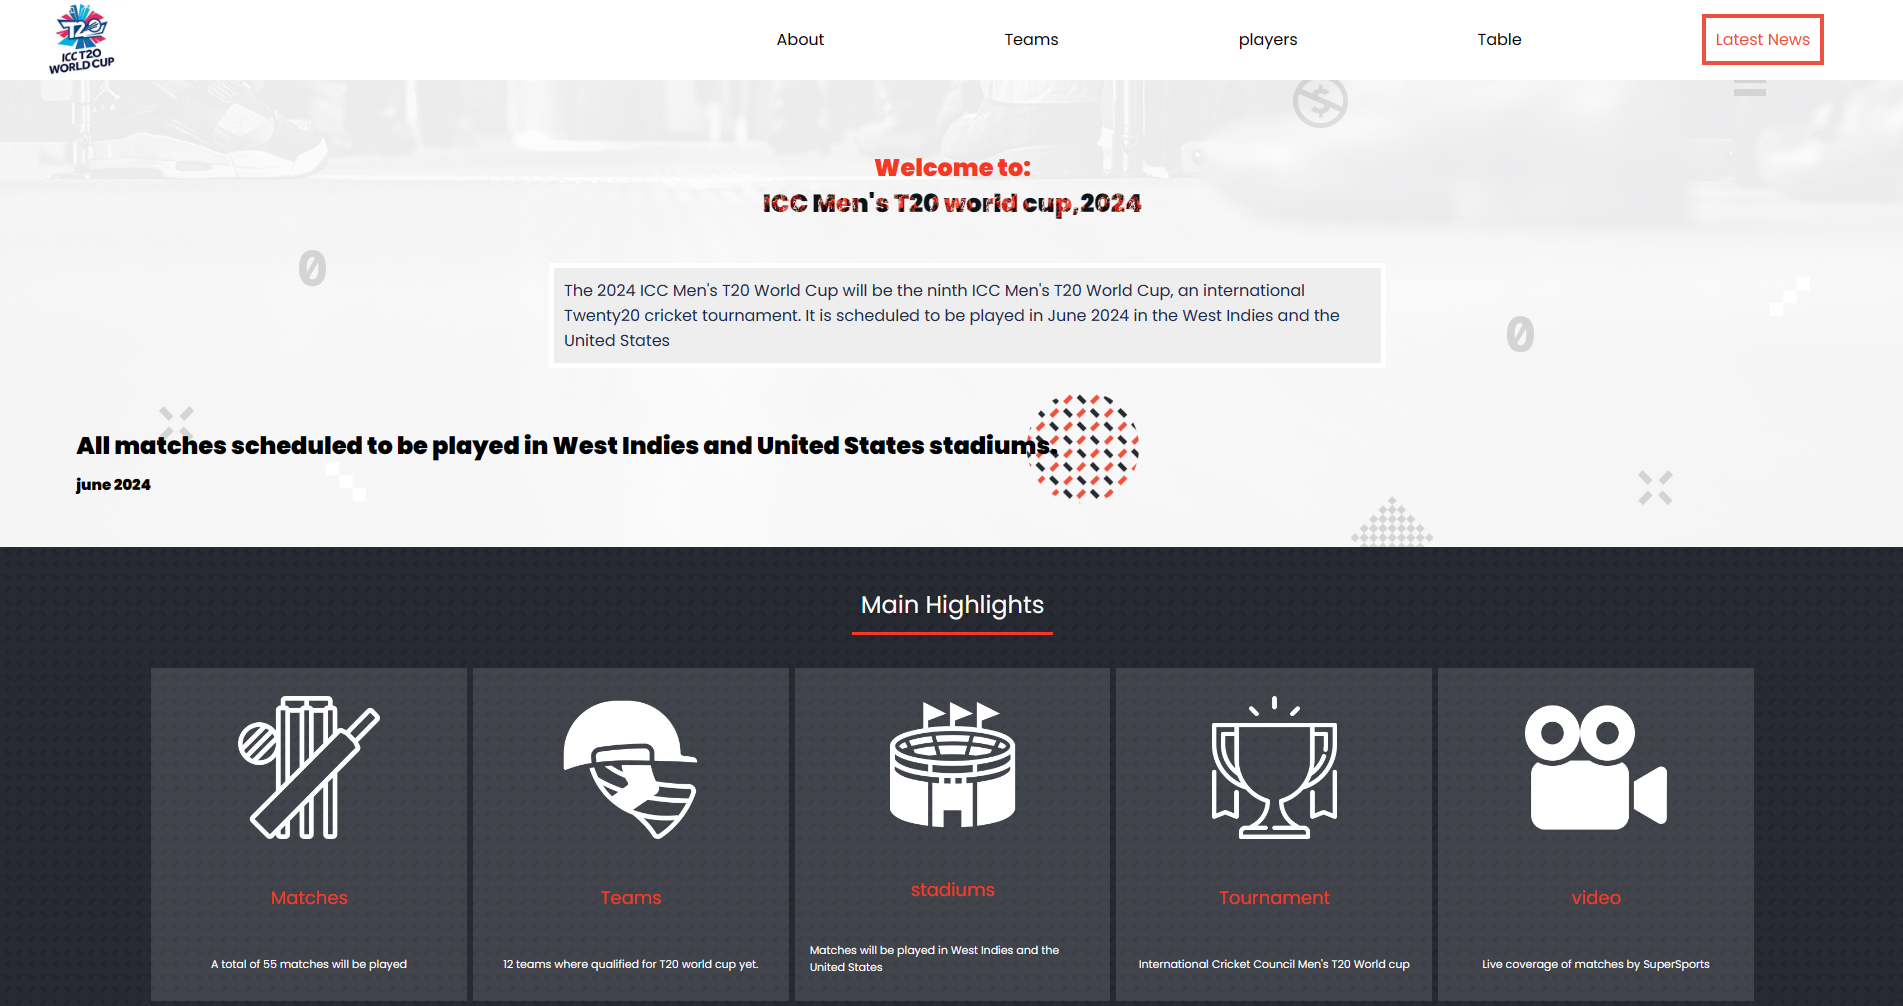 T20
ICC T20
WORLD CUP
About
Teams
players
Table
Latest News
Welcome to:
ICC Men's T20 world cup,2024
The 2024 ICC Men's T20 World Cup will be the ninth ICC Men's T20 World Cup, an international
Twenty20 cricket tournament. It is scheduled to be played in June 2024 in the West Indies and the
United States
All matches scheduled to be played in West Indies and United States stadiums.
june 2024
Main Highlights
Matches
A total of 55 matches will be played
Teams
12 teams where qualified for T20 world cup yet.
stadiums
Matches will be played in West Indies and the
United States
Tournament
International Cricket Council Men's T20 World cup
video
Live coverage of matches by SuperSports